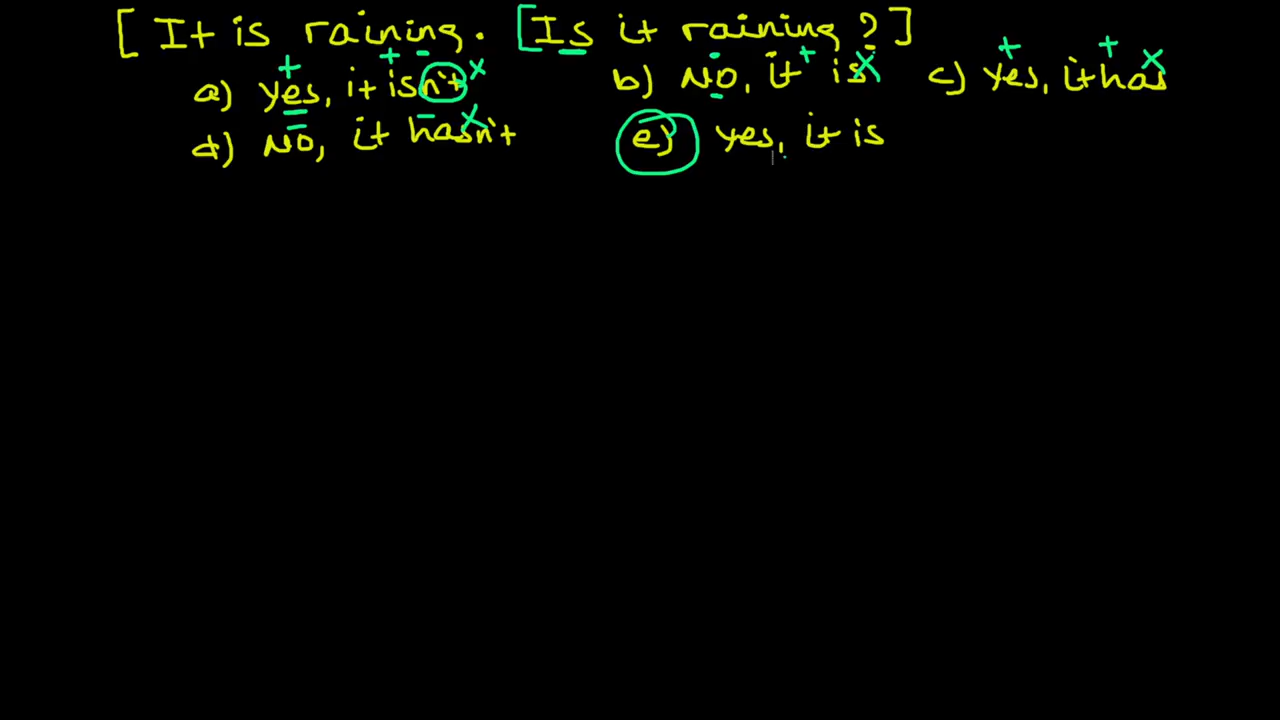 [ It is raining. [Is it raining ? ]
a) yes, it isn't b) No, it is c) yes, it has
d) No, it hasn't e) yes, it is